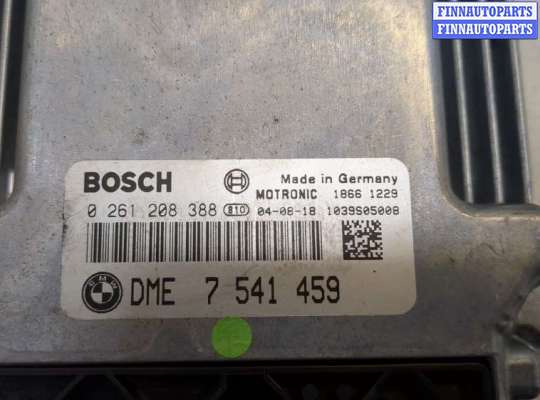 FINNAUTOPARTS
FINNAUTOPARTS
BOSCH
Made in Germany
MOTRONIC 1866 1229
0 261 208 388 810 04-08-18 1039S05008
BMW
DME 7 541 459